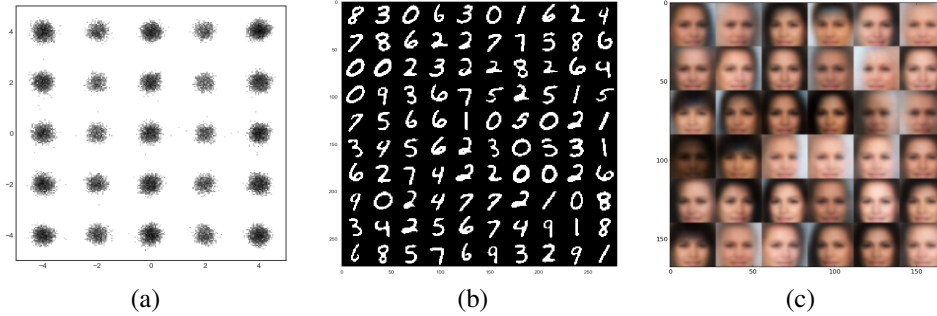 4
2
0
−2
−4
−4 −2 0 2 4
(a)
0
50
100
150
200
250
8 3 0 6 3 0 1 6 2 4
7 8 6 2 2 7 7 5 8 6
0 0 2 3 2 2 8 2 6 4
0 9 3 6 7 5 2 5 1 5
7 5 6 6 1 0 5 0 2 1
3 4 5 6 2 3 0 3 3 1
6 2 7 4 2 2 0 0 2 6
9 0 2 4 7 7 2 1 0 8
3 4 2 5 6 7 4 9 1 8
6 8 5 7 6 9 3 2 9 1
0 50 100 150 200 250
(b)
0
50
100
150
0 50 100 150
(c)